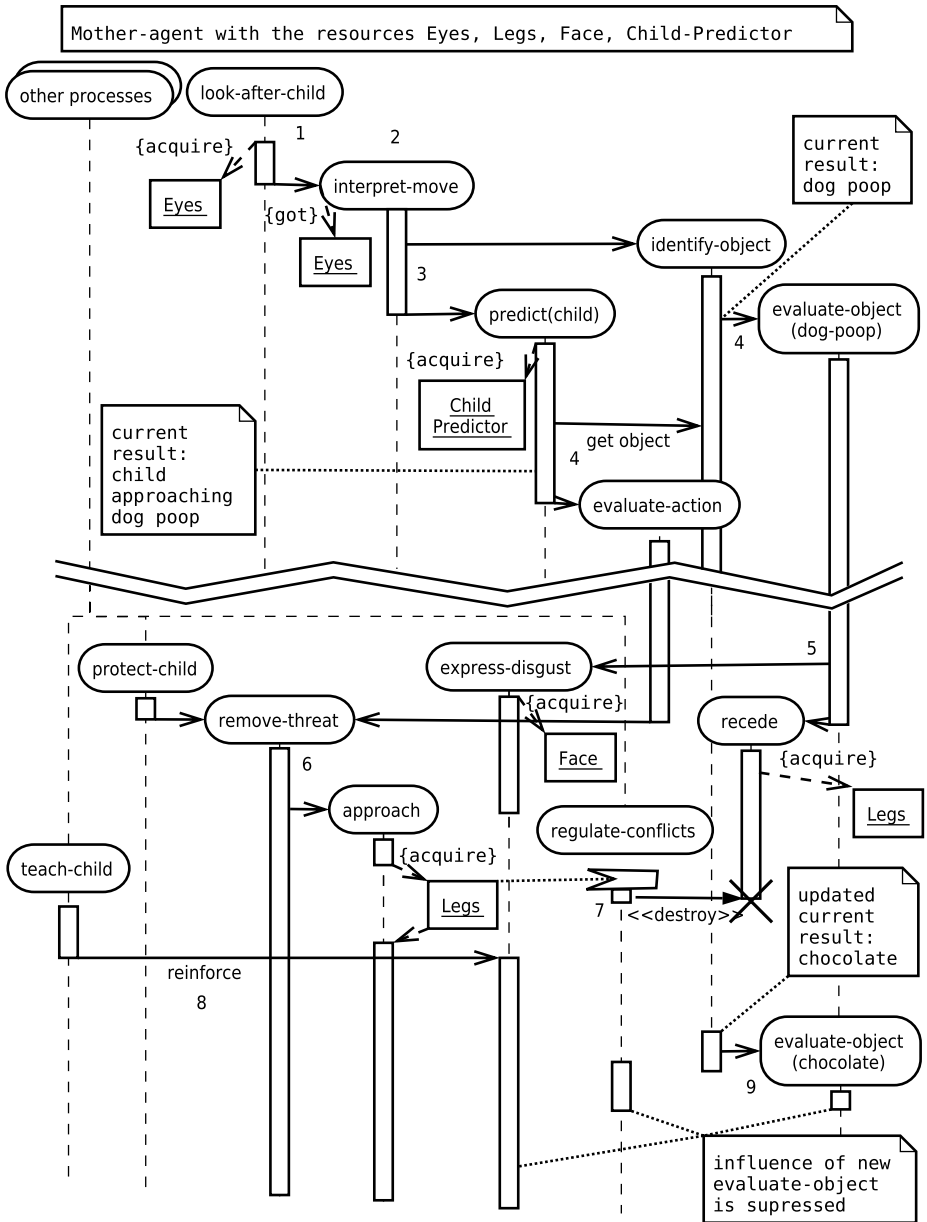 Mother-agent with the resources Eyes, Legs, Face, Child-Predictor
other processes
look-after-child
1
2
{acquire}
Eyes
interpret-move
{got}
Eyes
current
result:
dog poop
identify-object
3
predict(child)
evaluate-object
(dog-poop)
4
{acquire}
Child
Predictor
get object
4
current
result:
child
approaching
dog poop
evaluate-action
protect-child
express-disgust
5
remove-threat
{acquire}
recede
6
Face
{acquire}
approach
Legs
regulate-conflicts
teach-child
{acquire}
Legs
7
<<destroy>>
updated
current
result:
chocolate
reinforce
8
evaluate-object
(chocolate)
9
influence of new
evaluate-object
is supressed